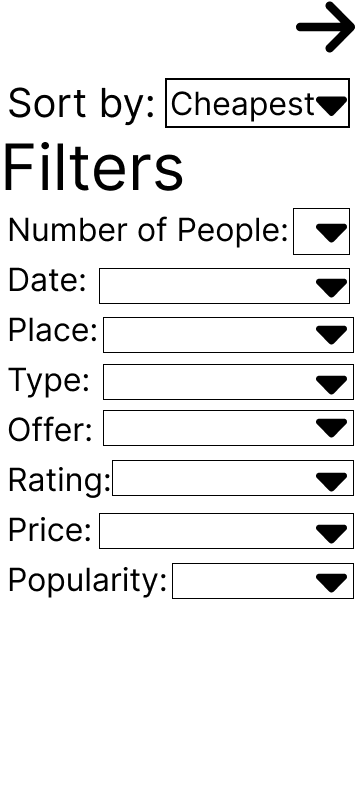 Sort by: Cheapest
Filters
Number of People:
Date:
Place:
Type:
Offer:
Rating:
Price:
Popularity: